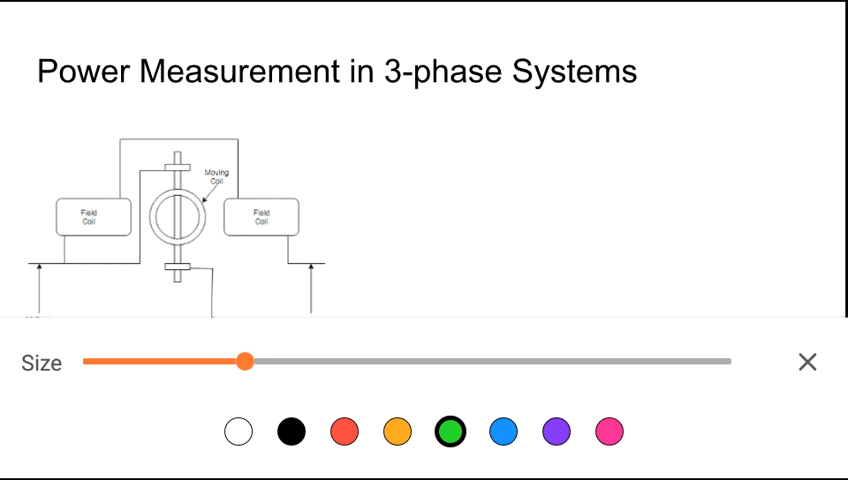 Power Measurement in 3-phase Systems
Moving
Coil
Field
Coil
Field
Coil
Size